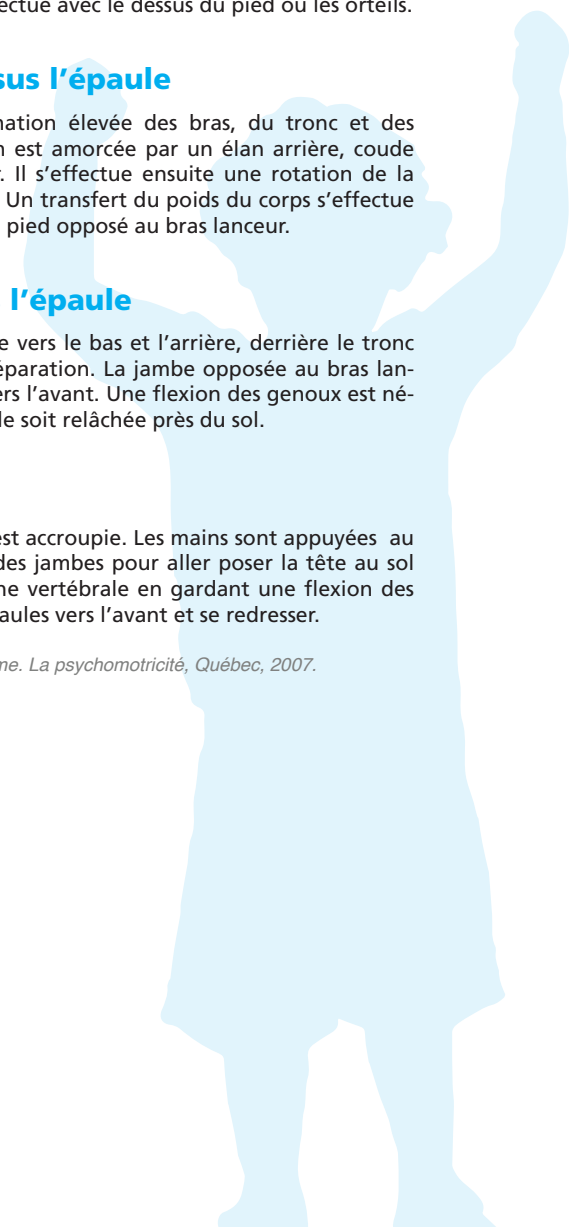 ectue avec le dessus du pied ou les orteils.
sus l'épaule
nation élevée des bras, du tronc et des
n est amorcée par un élan arrière, coude
. Il s'effectue ensuite une rotation de la
Un transfert du poids du corps s'effectue
pied opposé au bras lanceur.
l'épaule
e vers le bas et l'arrière, derrière le tronc
éparation. La jambe opposée au bras lan-
ers l'avant. Une flexion des genoux est né-
le soit relâchée près du sol.
est accroupie. Les mains sont appuyées au
des jambes pour aller poser la tête au sol
ne vertébrale en gardant une flexion des
aules vers l'avant et se redresser.
me. La psychomotricité, Québec, 2007.